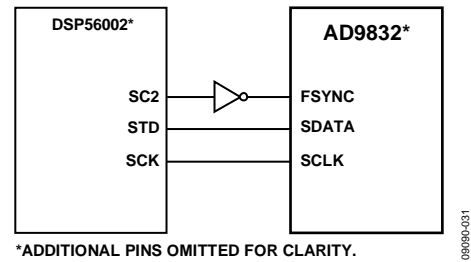 DSP56002*
AD9832*
SC2
FSYNC
STD
SDATA
SCK
SCLK
*ADDITIONAL PINS OMITTED FOR CLARITY.
09090-031